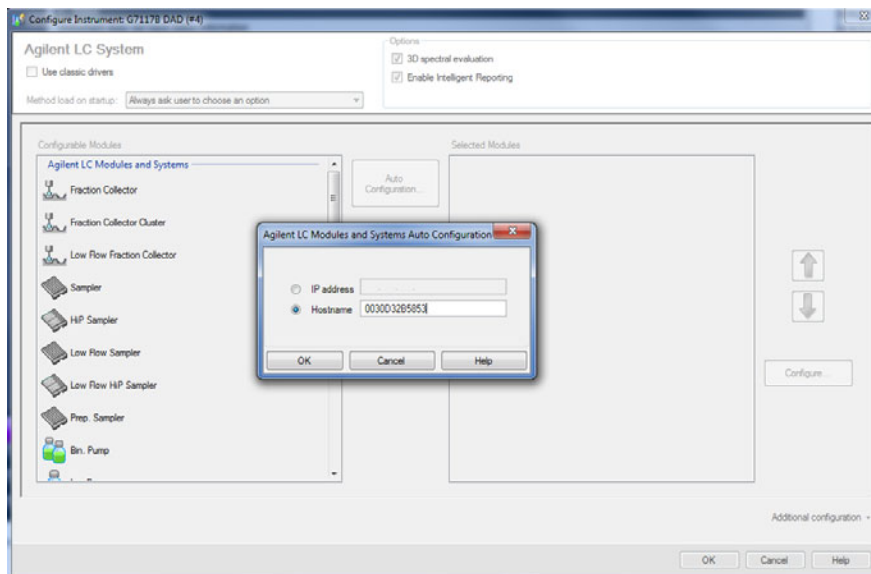 Configure Instrument: G7117B DAD (#4)
Agilent LC System
Use classic drivers
Method load on startup: Always ask user to choose an option
Options
3D spectral evaluation
Enable Intelligent Reporting
Configurable Modules
Selected Modules
Agilent LC Modules and Systems
Fraction Collector
Fraction Collector Cluster
Low Flow Fraction Collector
Sampler
HiP Sampler
Low Flow Sampler
Low Flow HiP Sampler
Prep. Sampler
Bin. Pump
Auto
Configuration...
Agilent LC Modules and Systems Auto Configuration
IP address
Hostname 0030D32B5853
OK Cancel Help
Configure...
Additional configuration
OK Cancel Help